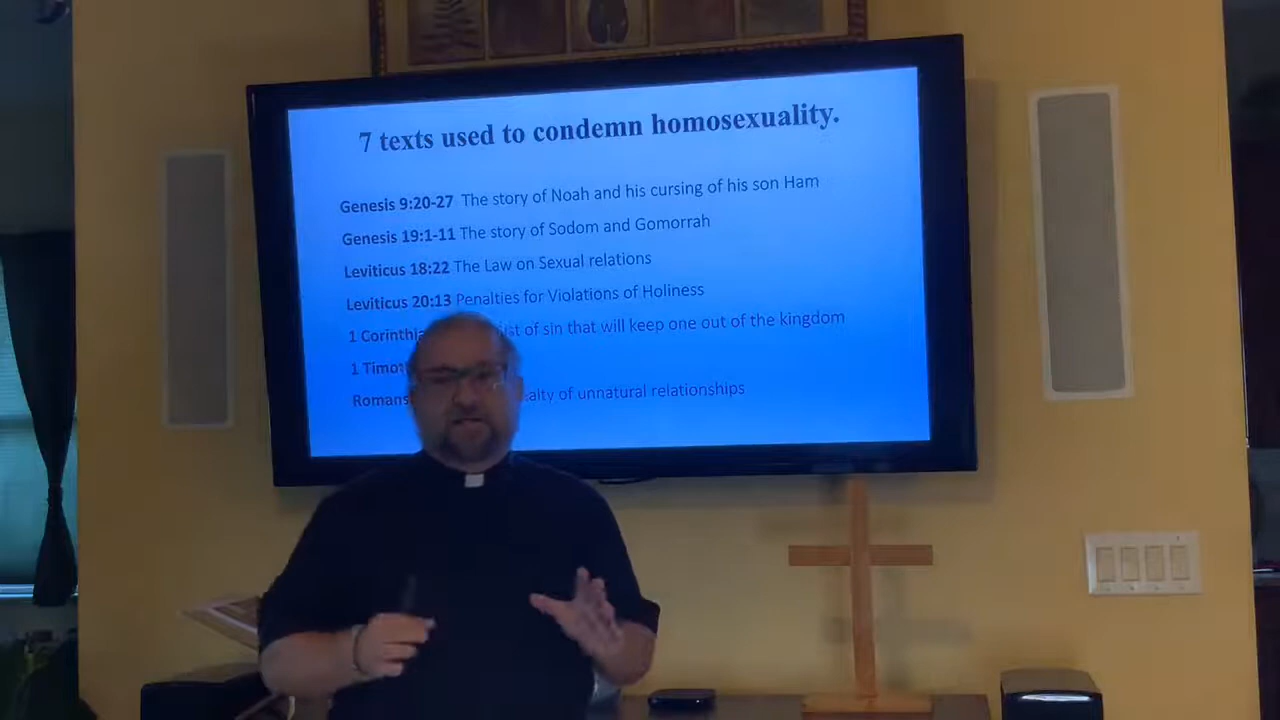 7 texts used to condemn homosexuality.
Genesis 9:20-27 The story of Noah and his cursing of his son Ham
Genesis 19:1-11 The story of Sodom and Gomorrah
Leviticus 18:22 The Law on Sexual relations
Leviticus 20:13 Penalties for Violations of Holiness
1 of sin that will keep one out of the kingdom
1
Romans of unnatural relationships